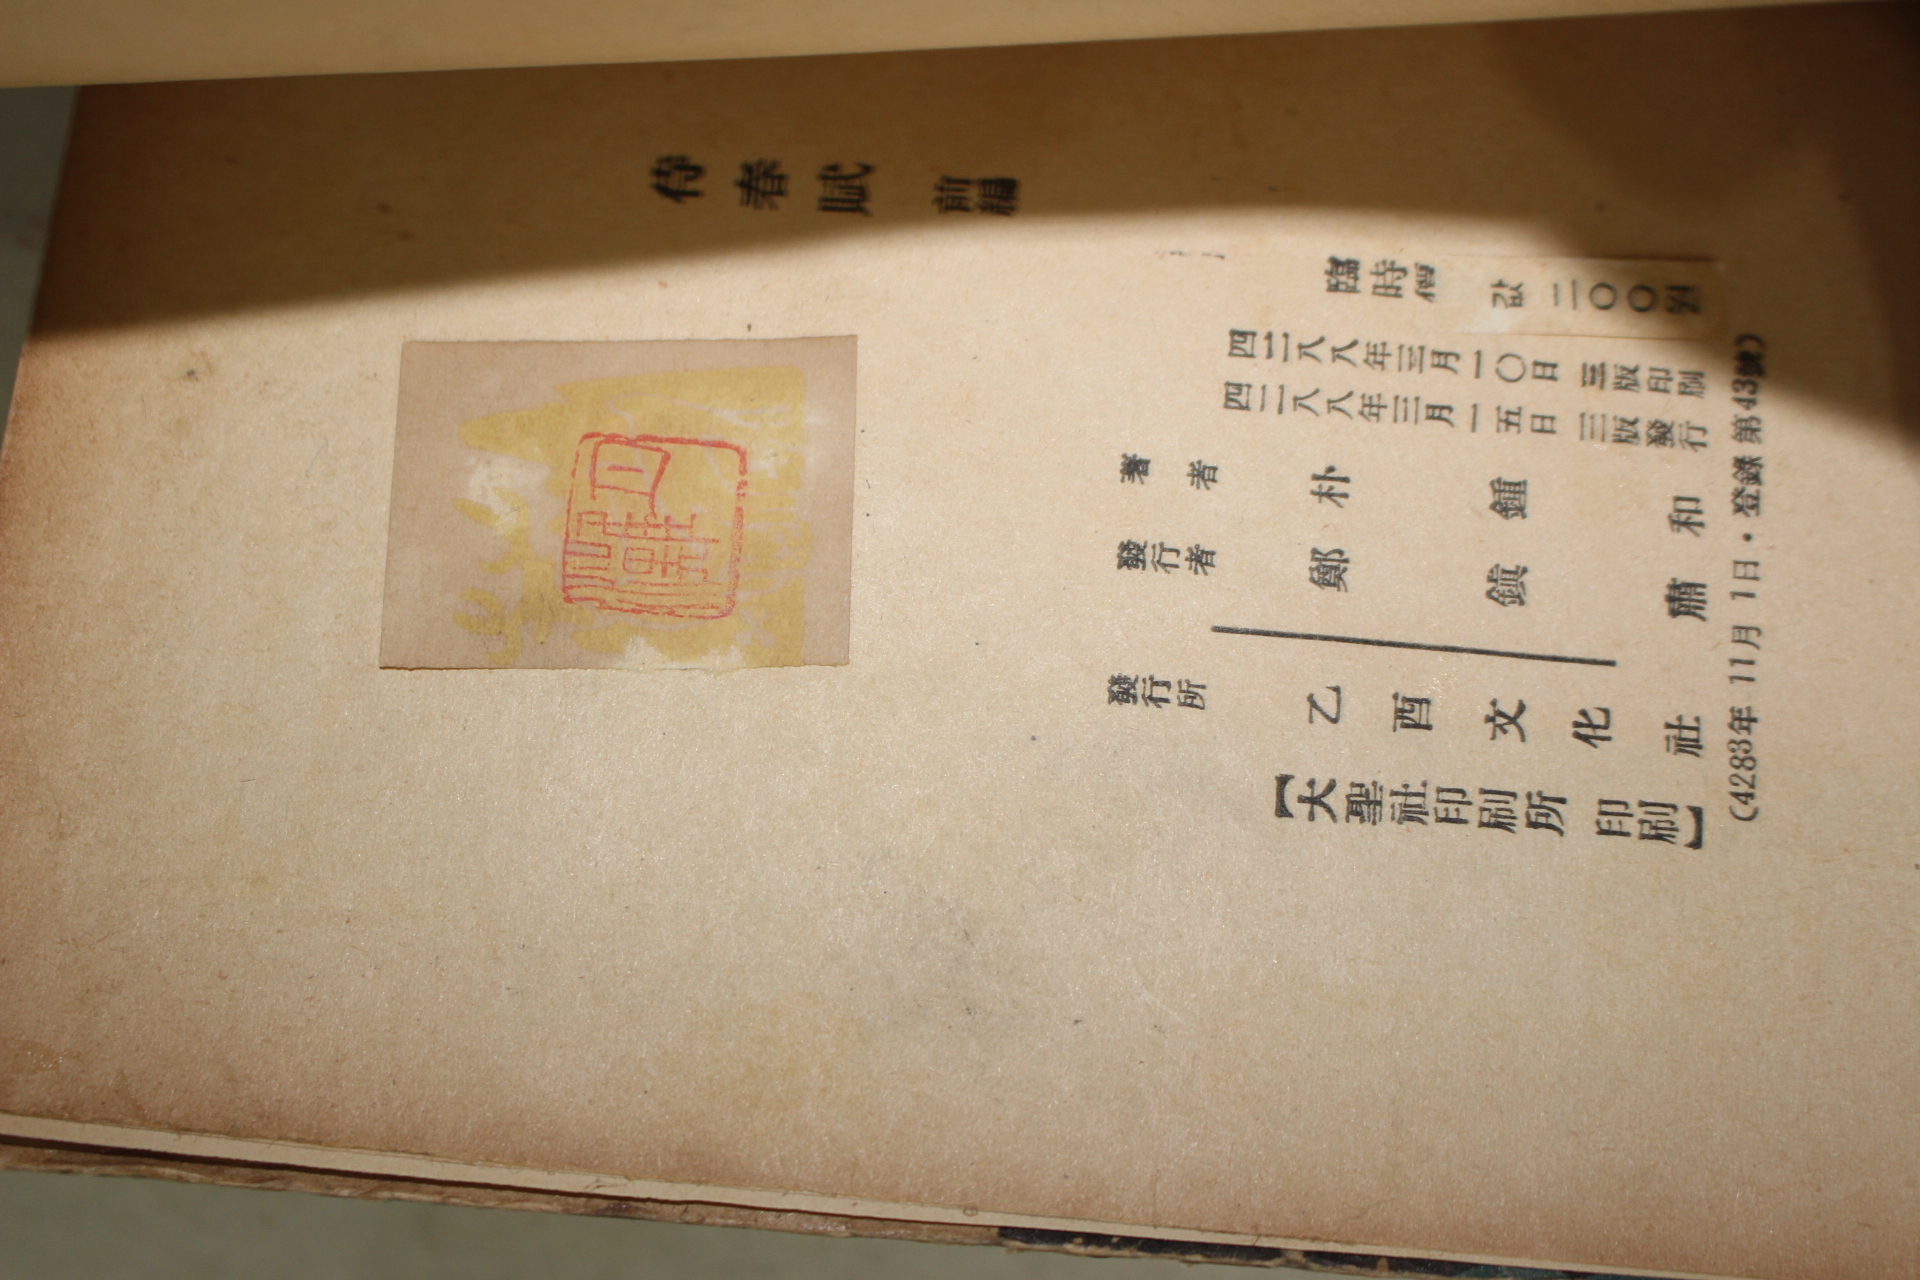 待春賦 前編
臨時價 값 二〇〇圜
四二八八年三月一〇日 三版印刷
四二八八年三月一五日 三版發行
著者 朴鍾和
發行者 鄭鎭肅
發行所 乙酉文化社
【大聖社印刷所 印刷】
(4283年 11月 1日・登錄 第43號)